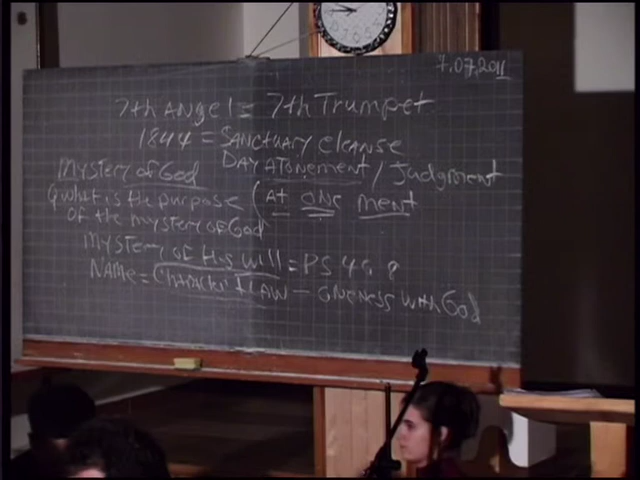 7.07.2011
7th Angel = 7th Trumpet
1844 = Sanctuary cleanse
Day Atonement / Judgment
Mystery of God
Q what is the purpose (At one ment
of the mystery of God
Mystery of His will = PS 40.8
Name = Character + Law - oneness with God